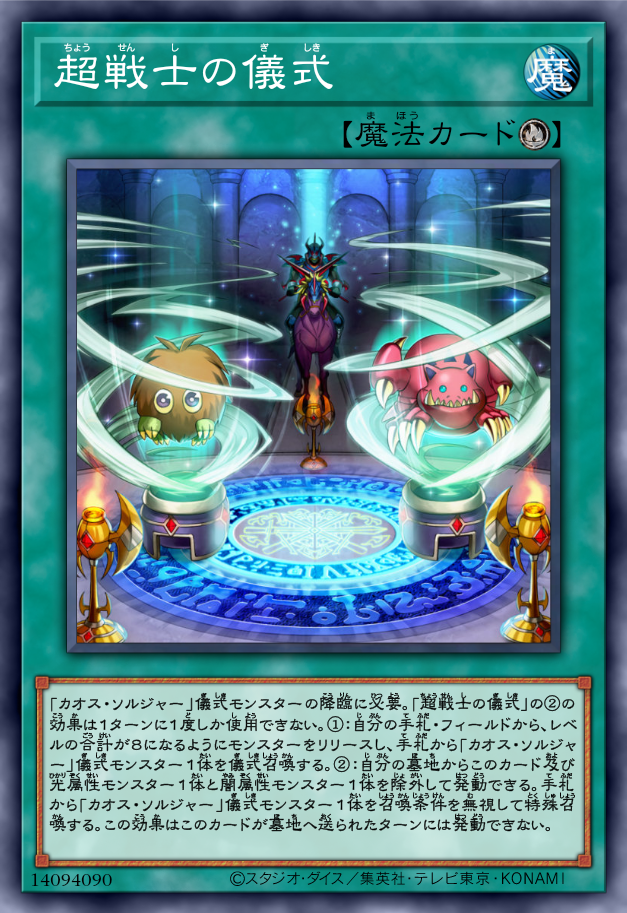 超戦士の儀式
魔
【魔法カード】
「カオス・ソルジャー」儀式モンスターの降臨に必要。「超戦士の儀式」の②の
効果は1ターンに1度しか使用できない。①：自分の手札・フィールドから、レベ
ルの合計が8になるようにモンスターをリリースし、手札から「カオス・ソルジャ
ー」儀式モンスター1体を儀式召喚する。②：自分の墓地からこのカード及び
光属性モンスター1体と闇属性モンスター1体を除外して発動できる。手札
から「カオス・ソルジャー」儀式モンスター1体を召喚条件を無視して特殊召
喚する。この効果はこのカードが墓地へ送られたターンには発動できない。
14094090 ©スタジオ・ダイス／集英社・テレビ東京・KONAMI